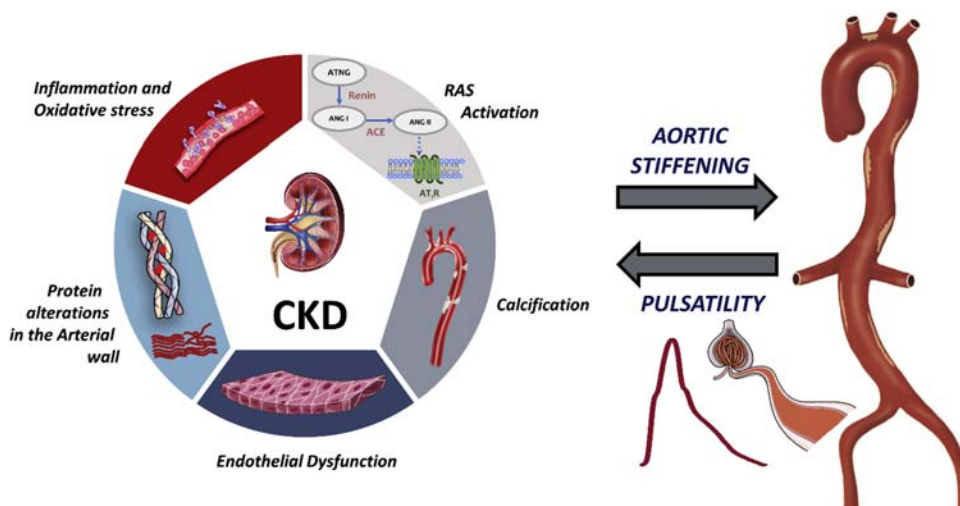 Inflammation and
Oxidative stress
ATNG
Renin
ANG I
ACE
ANG II
AT₁R
RAS
Activation
Protein
alterations
in the Arterial
wall
CKD
Calcification
Endothelial Dysfunction
AORTIC
STIFFENING
PULSATILITY